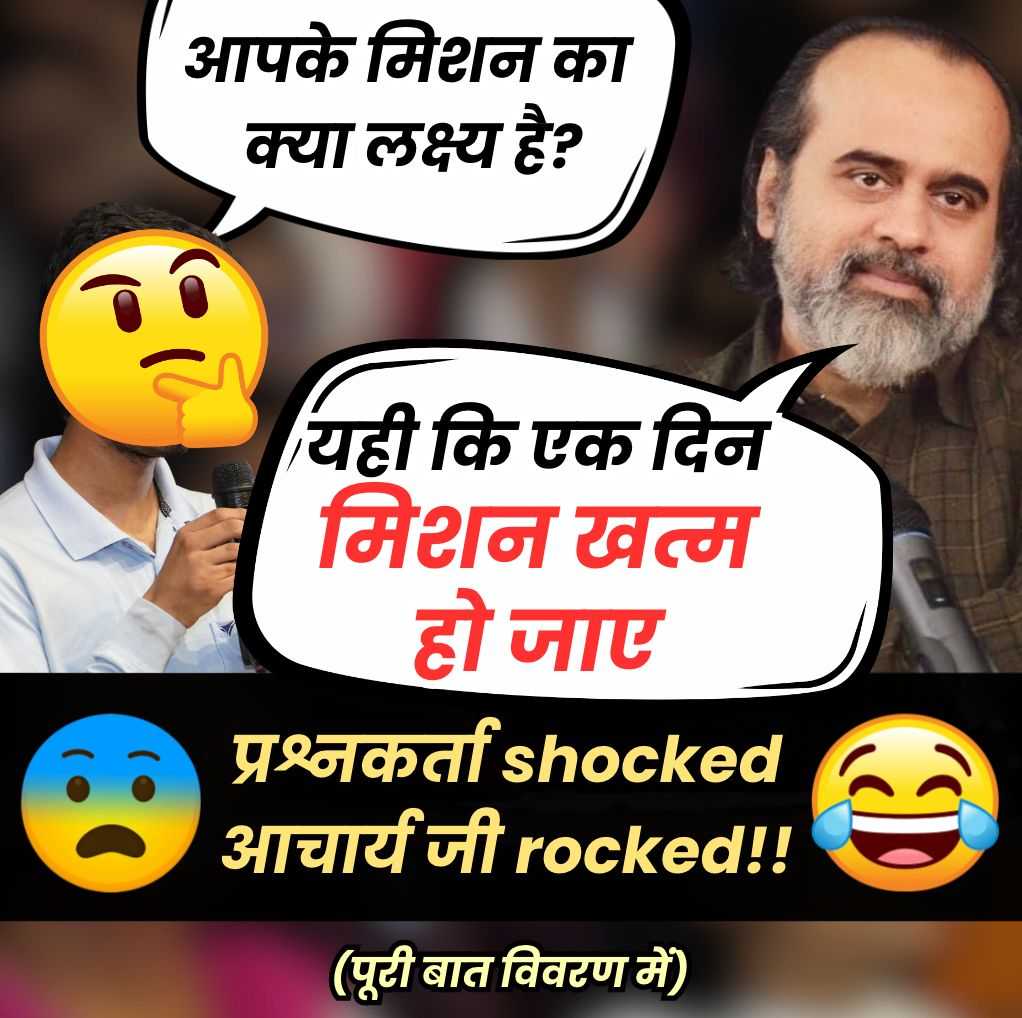 आपके मिशन का
क्या लक्ष्य है?
यही कि एक दिन
मिशन खत्म
हो जाए
प्रश्नकर्ता shocked
आचार्य जी rocked!!
(पूरी बात विवरण में)